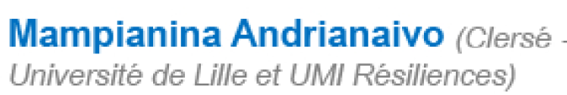 Mampianina Andrianaivo (Clersé -
Université de Lille et UMI Résiliences)